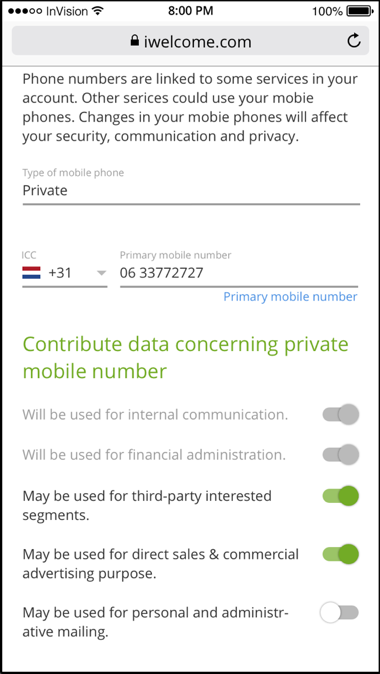 InVision 8:00 PM 100%
iwelcome.com
Phone numbers are linked to some services in your
account. Other serices could use your mobie
phones. Changes in your mobie phones will affect
your security, communication and privacy.
Type of mobile phone
Private
ICC Primary mobile number
+31 06 33772727
Primary mobile number
Contribute data concerning private
mobile number
Will be used for internal communication.
Will be used for financial administration.
May be used for third-party interested
segments.
May be used for direct sales & commercial
advertising purpose.
May be used for personal and administr-
ative mailing.